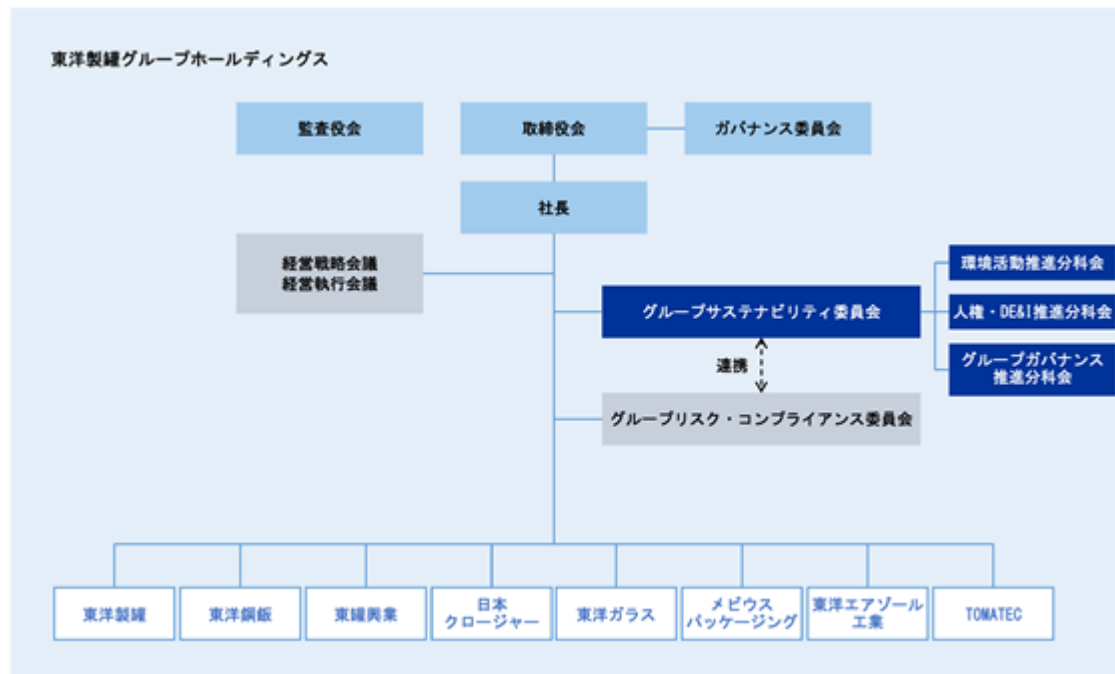 東洋製罐グループホールディングス
監査役会
取締役会
ガバナンス委員会
社長
経営戦略会議
経営執行会議
環境活動推進分科会
グループサステナビリティ委員会
人権・DE&I推進分科会
グループガバナンス
推進分科会
連携
グループリスク・コンプライアンス委員会
東洋製罐
東洋鋼鈑
東罐興業
日本
クロージャー
東洋ガラス
メビウス
パッケージング
東洋エアゾール
工業
TOMATEC